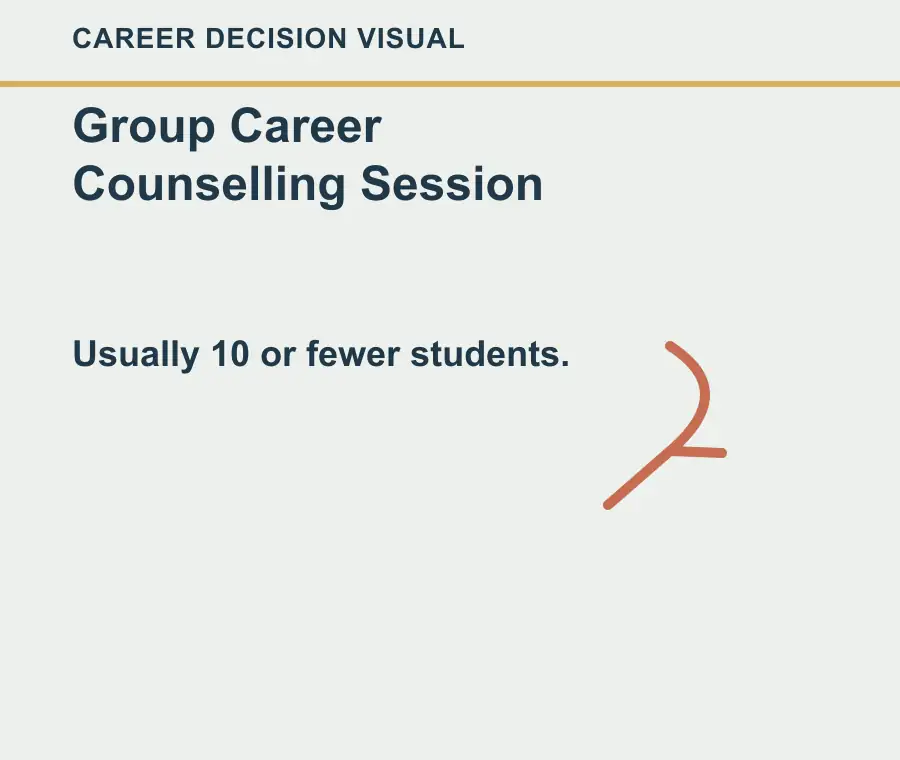 CAREER DECISION VISUAL
Group Career
Counselling Session
Usually 10 or fewer students.